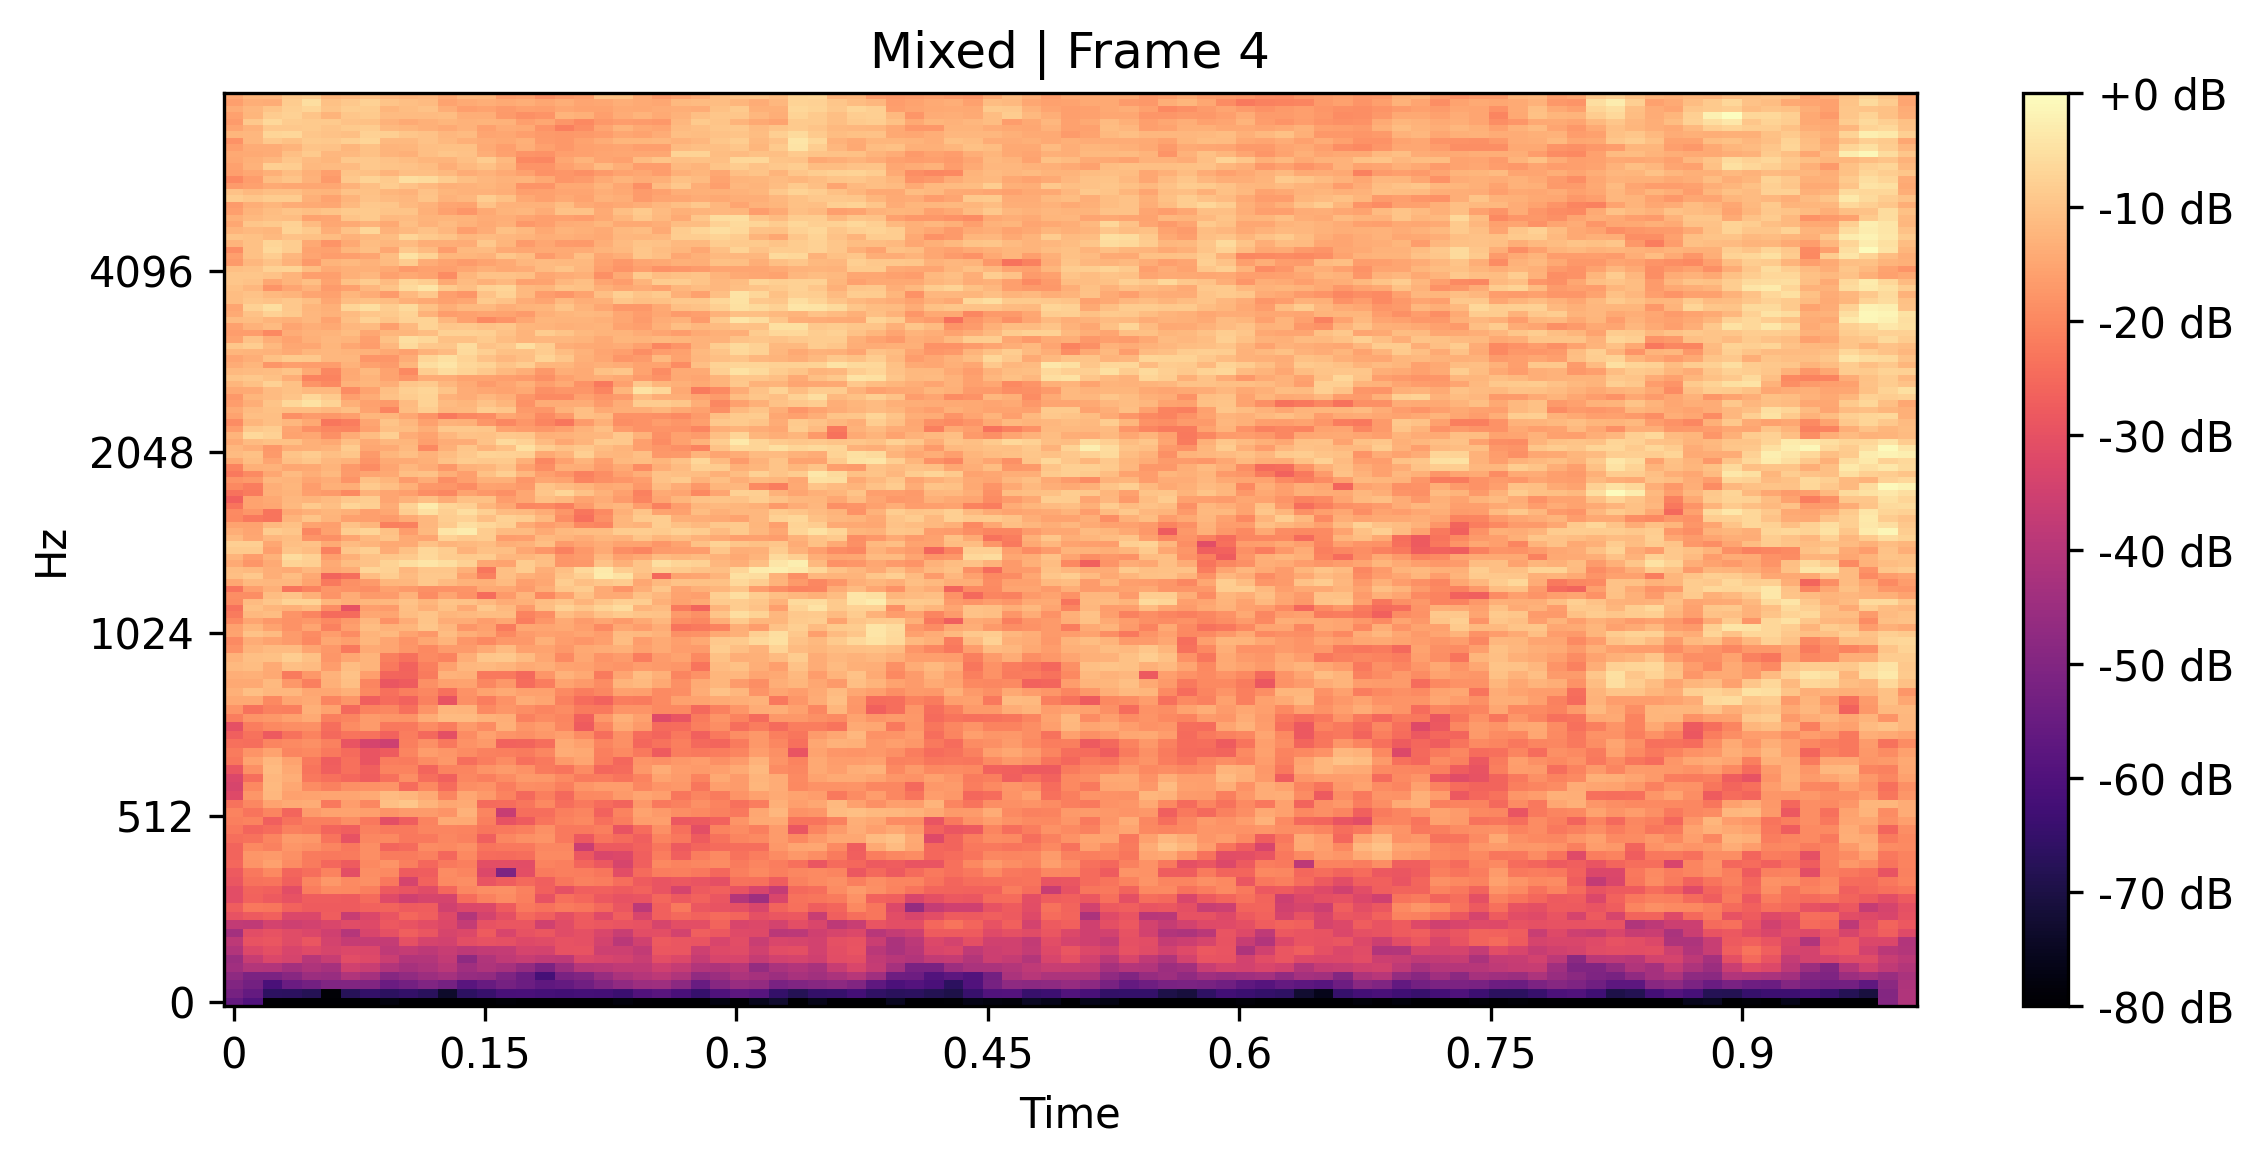 Mixed | Frame 4
+0 dB
-10 dB
-20 dB
-30 dB
-40 dB
-50 dB
-60 dB
-70 dB
-80 dB
Hz
4096
2048
1024
512
0
0 0.15 0.3 0.45 0.6 0.75 0.9
Time